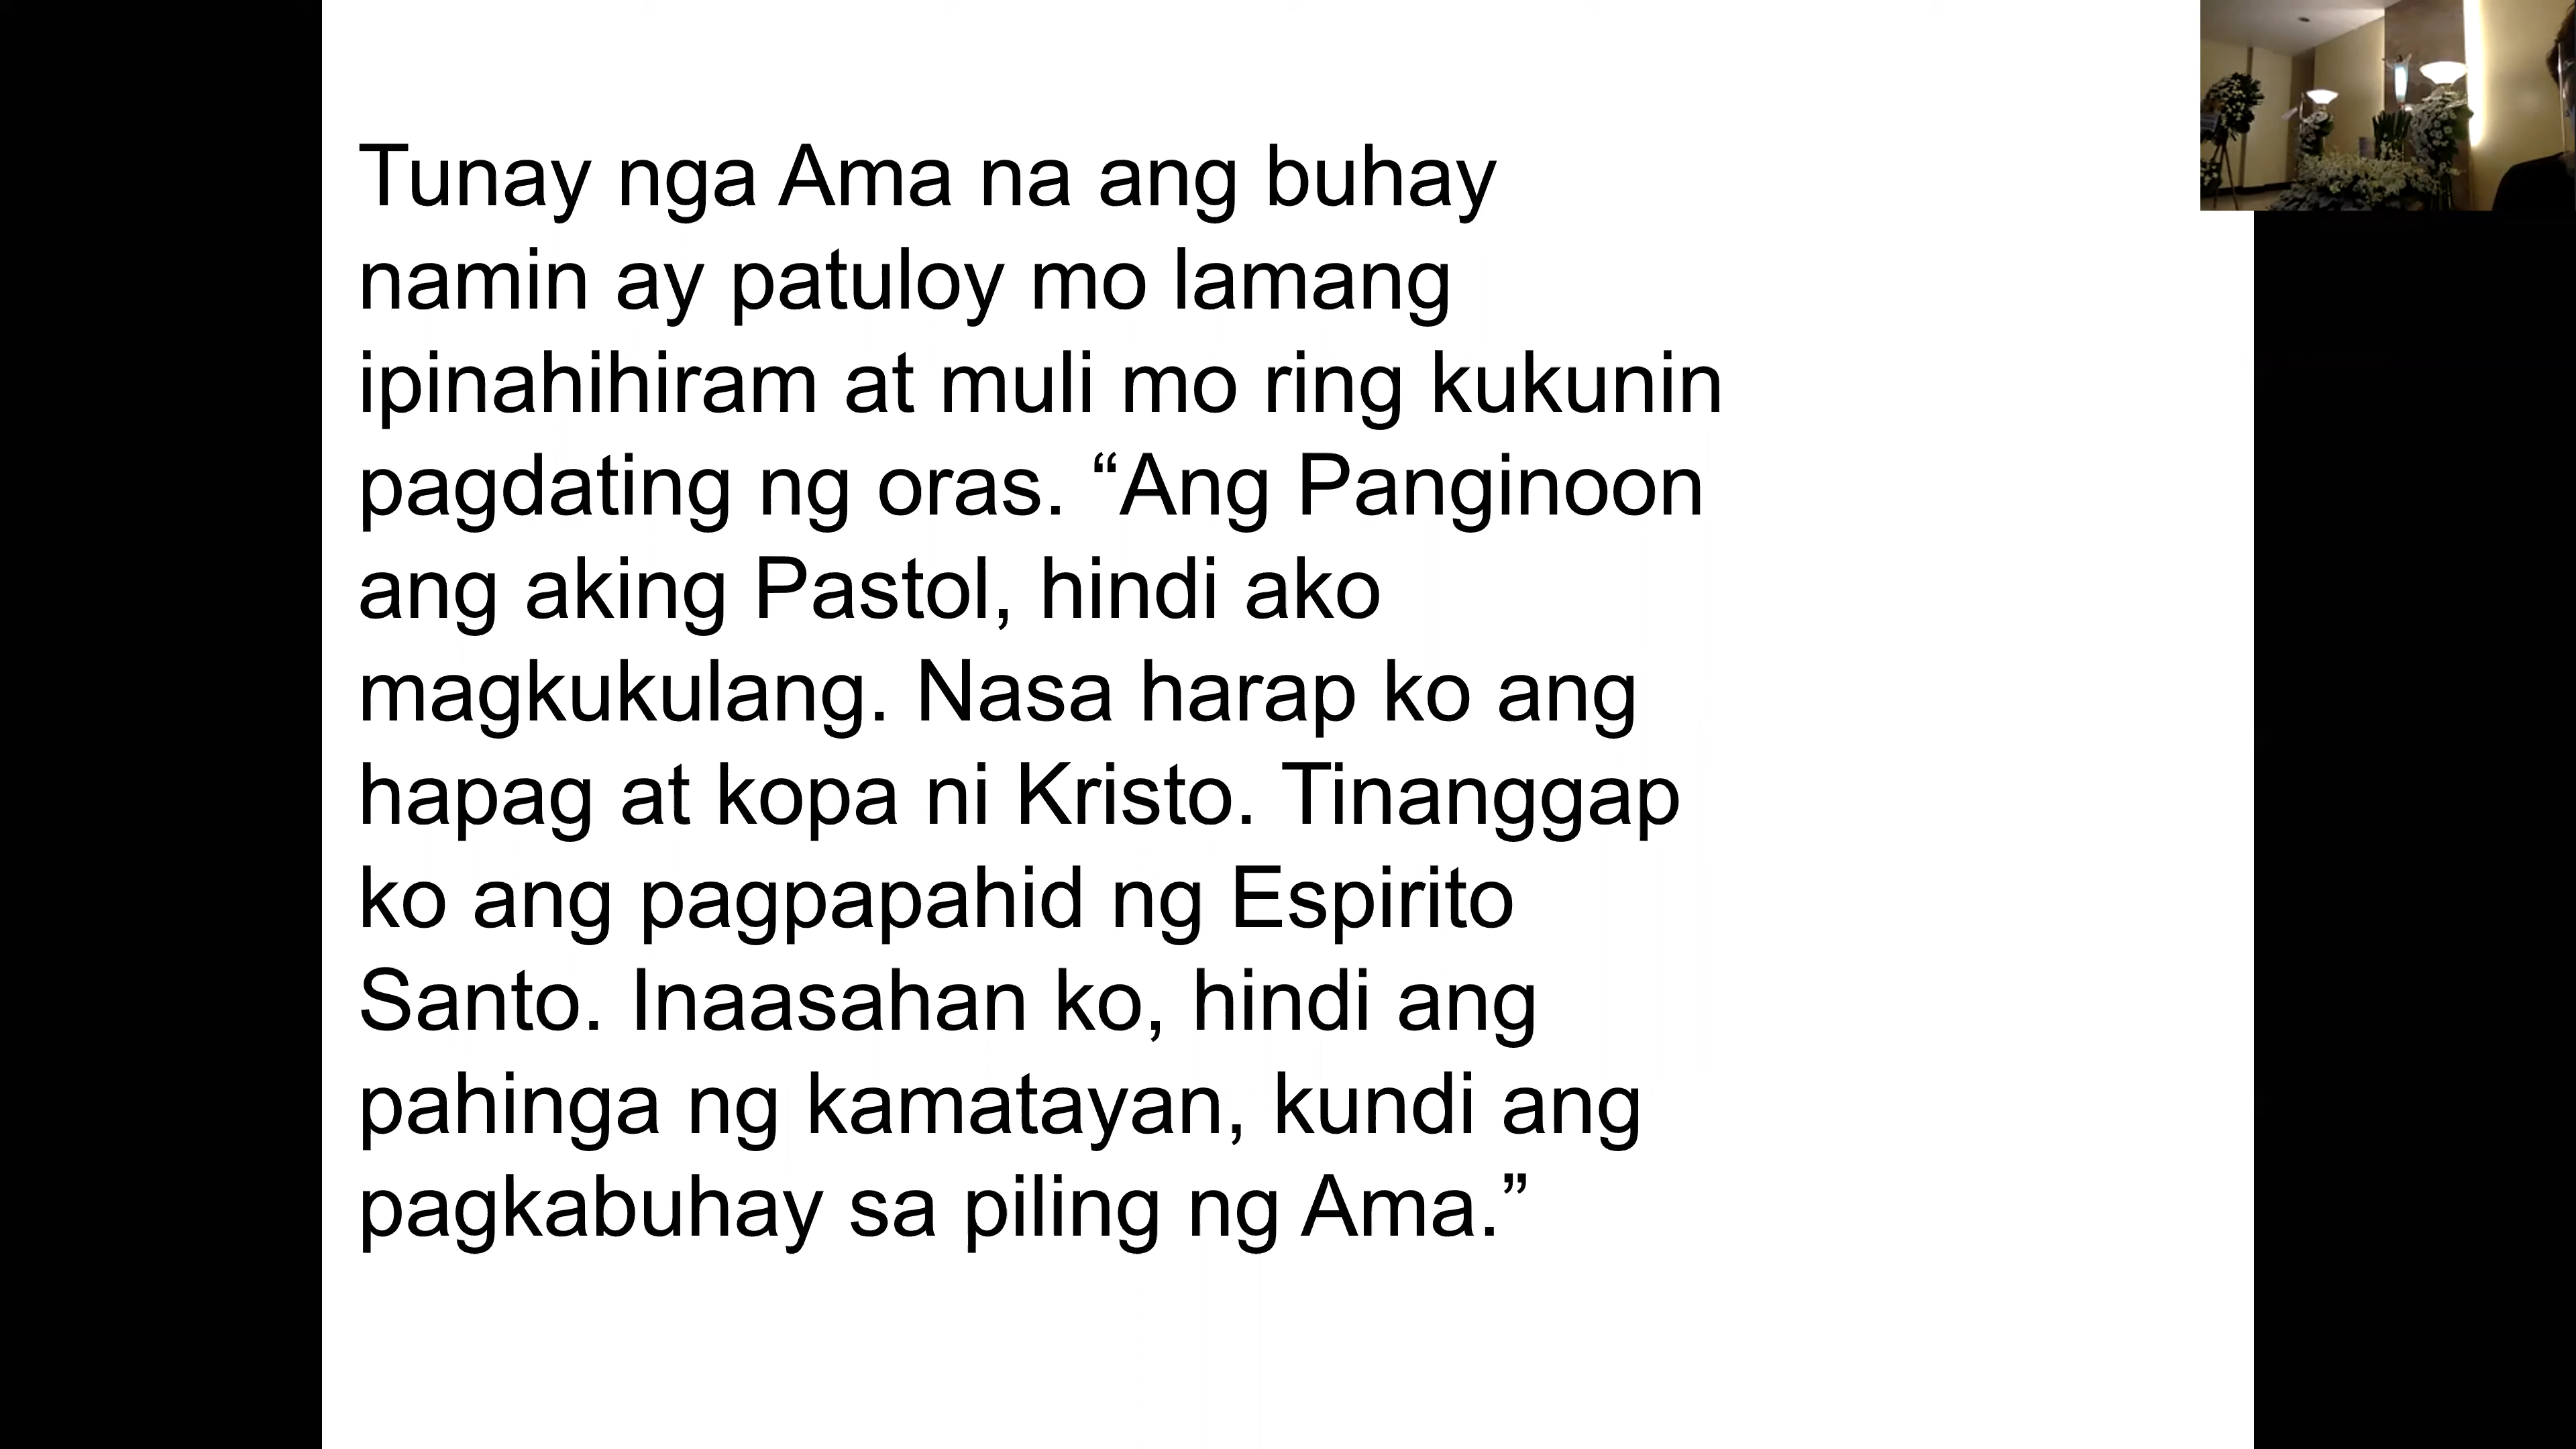 Tunay nga Ama na ang buhay
namin ay patuloy mo lamang
ipinahihiram at muli mo ring kukunin
pagdating ng oras. “Ang Panginoon
ang aking Pastol, hindi ako
magkukulang. Nasa harap ko ang
hapag at kopa ni Kristo. Tinanggap
ko ang pagpapahid ng Espirito
Santo. Inaasahan ko, hindi ang
pahinga ng kamatayan, kundi ang
pagkabuhay sa piling ng Ama.”